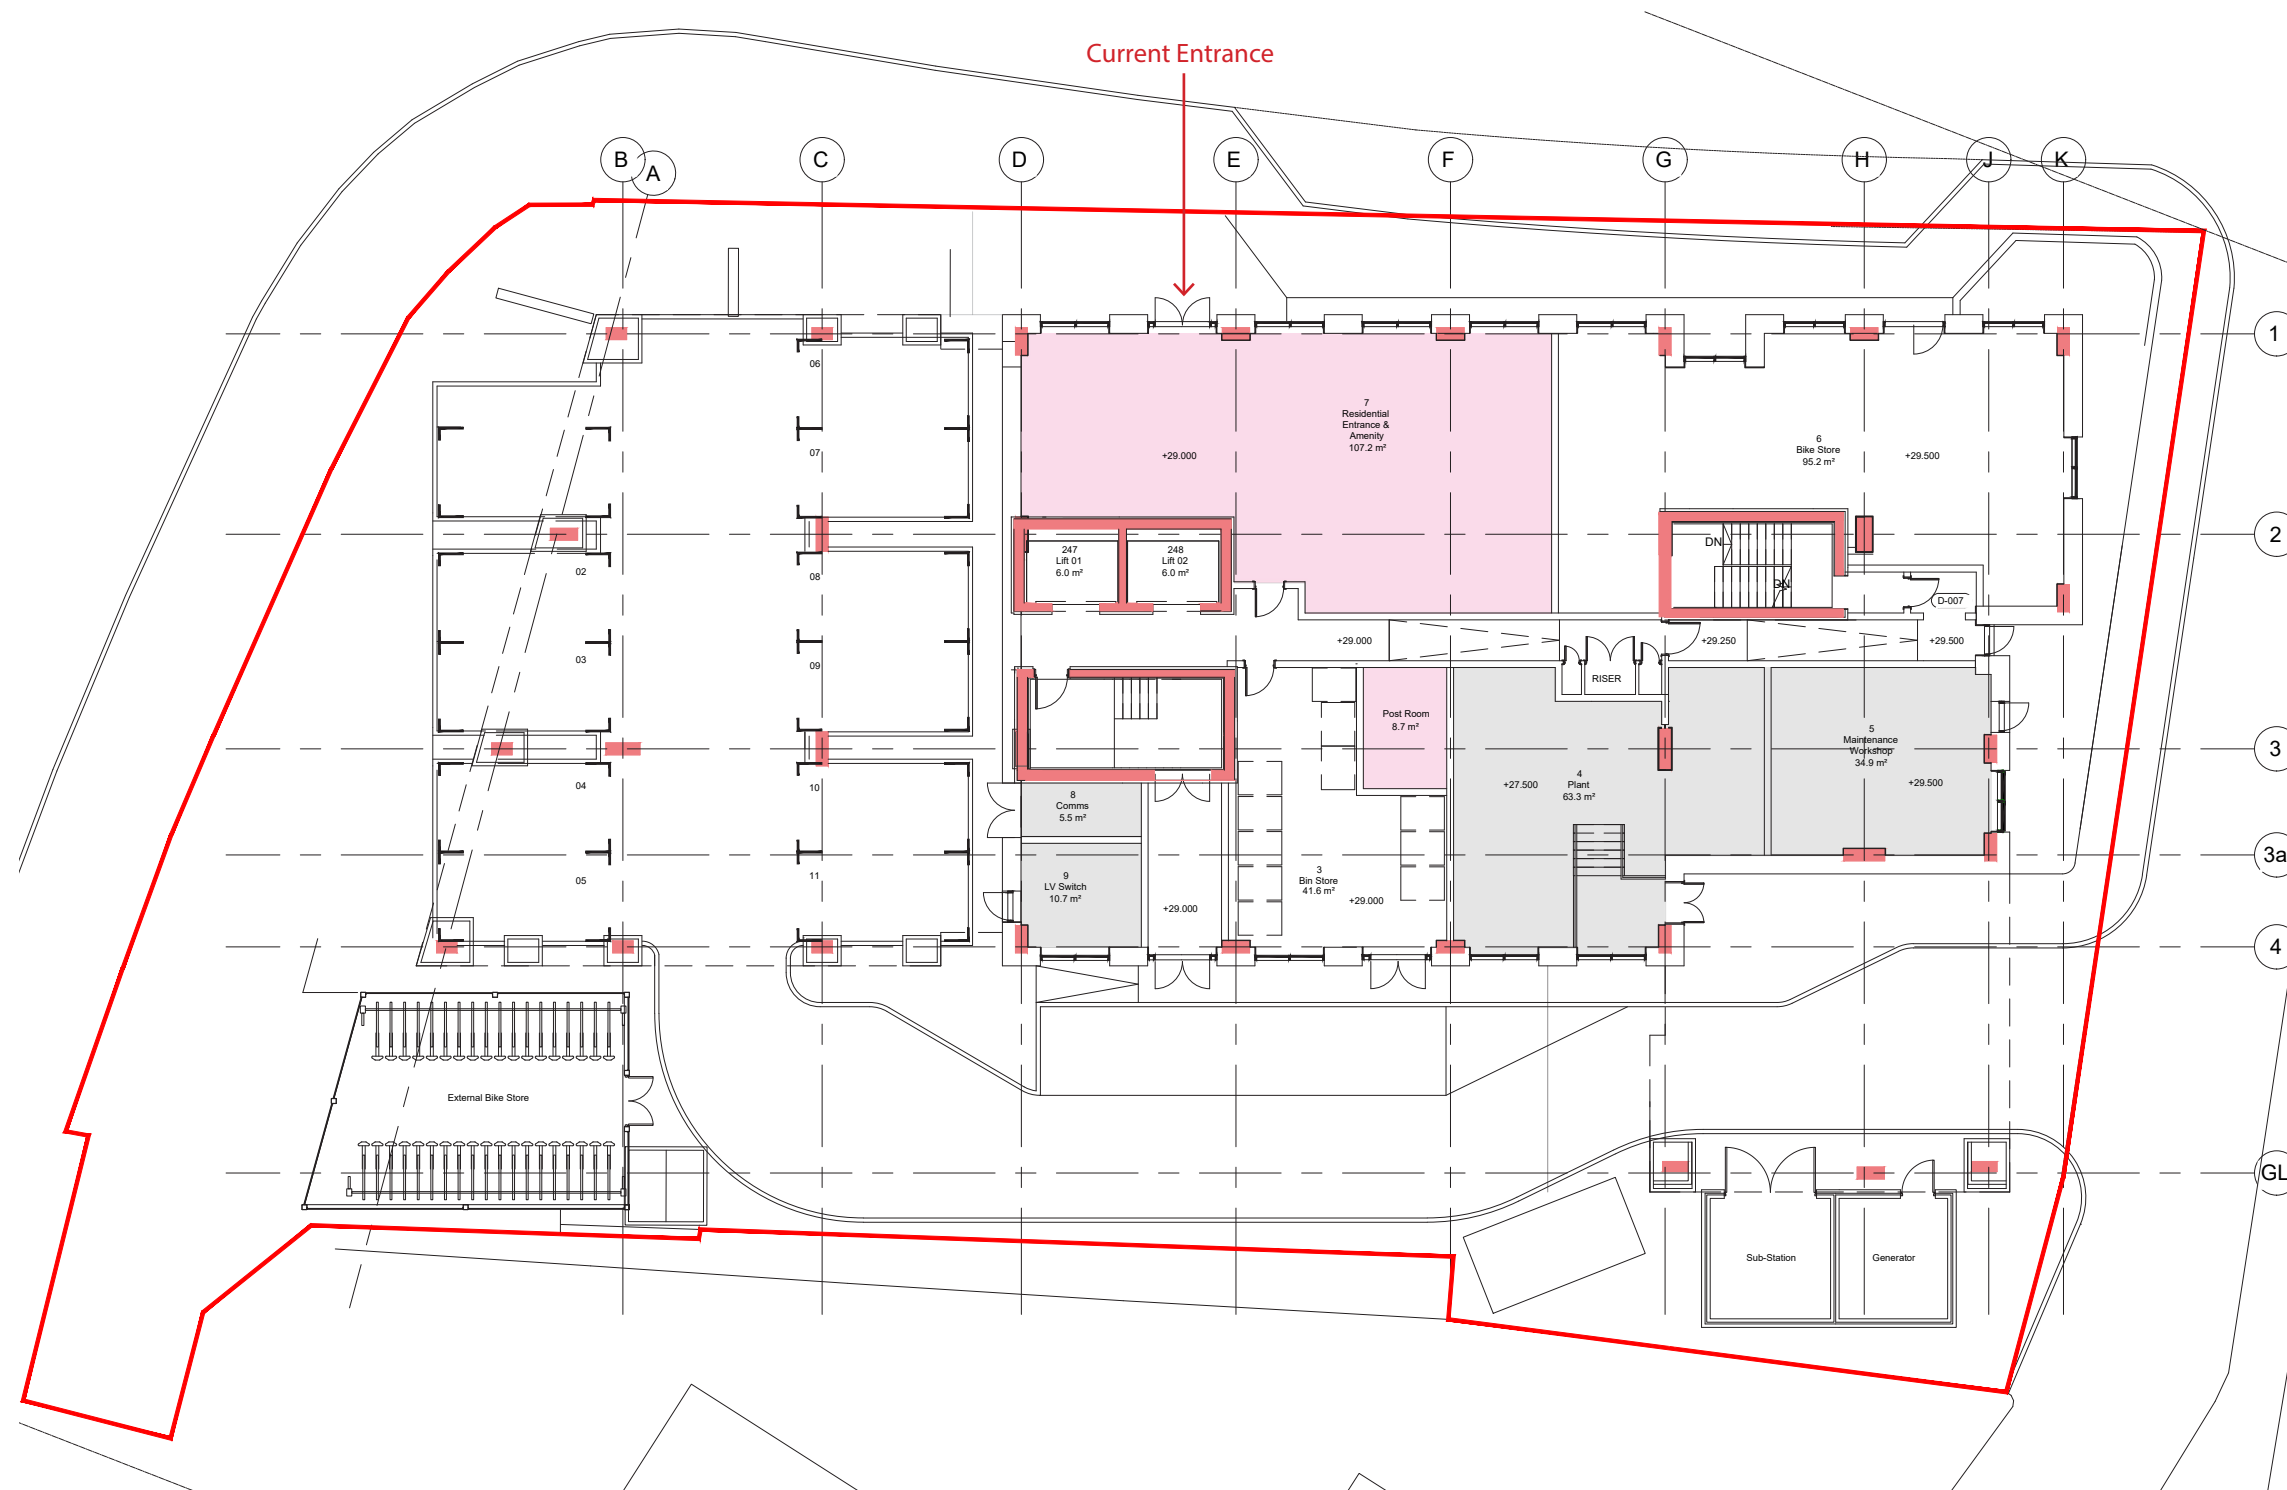 Current Entrance
B
A
C
D
E
F
G
H
J
K
1
06
7
Residential
Entrance &
Amenity
107.2 m²
07
+29.000
6
Bike Store
95.2 m²
+29.500
2
247
Lift 01
6.0 m²
248
Lift 02
6.0 m²
DN
DN
02
08
D-007
03
09
+29.000
+29.250
+29.500
RISER
Post Room
8.7 m²
5
Maintenance
Workshop
34.9 m²
3
04
10
+27.500
4
Plant
63.3 m²
+29.500
8
Comms
5.5 m²
3a
05
11
9
LV Switch
10.7 m²
3
Bin Store
41.6 m²
+29.000
+29.000
4
External Bike Store
GL
Sub-Station
Generator